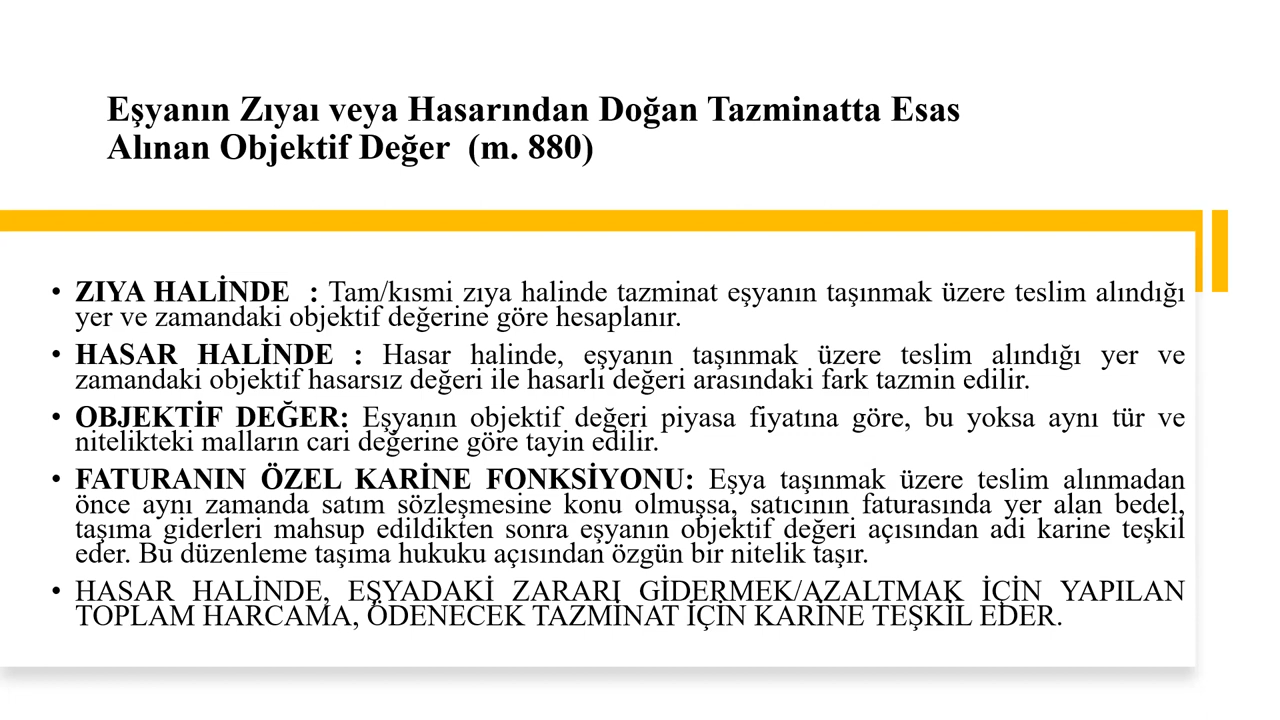 Eşyanın Zıyaı veya Hasarından Doğan Tazminatta Esas
Alınan Objektif Değer (m. 880)
• ZIYA HALİNDE : Tam/kısmi zıya halinde tazminat eşyanın taşınmak üzere teslim alındığı
yer ve zamandaki objektif değerine göre hesaplanır.
• HASAR HALİNDE : Hasar halinde, eşyanın taşınmak üzere teslim alındığı yer ve
zamandaki objektif hasarsız değeri ile hasarlı değeri arasındaki fark tazmin edilir.
• OBJEKTİF DEĞER: Eşyanın objektif değeri piyasa fiyatına göre, bu yoksa aynı tür ve
nitelikteki malların cari değerine göre tayin edilir.
• FATURANIN ÖZEL KARİNE FONKSİYONU: Eşya taşınmak üzere teslim alınmadan
önce aynı zamanda satım sözleşmesine konu olmuşsa, satıcının faturasında yer alan bedel,
taşıma giderleri mahsup edildikten sonra eşyanın objektif değeri açısından adi karine teşkil
eder. Bu düzenleme taşıma hukuku açısından özgün bir nitelik taşır.
• HASAR HALİNDE, EŞYADAKİ ZARARI GİDERMEK/AZALTMAK İÇİN YAPILAN
TOPLAM HARCAMA, ÖDENECEK TAZMİNAT İÇİN KARİNE TEŞKİL EDER.